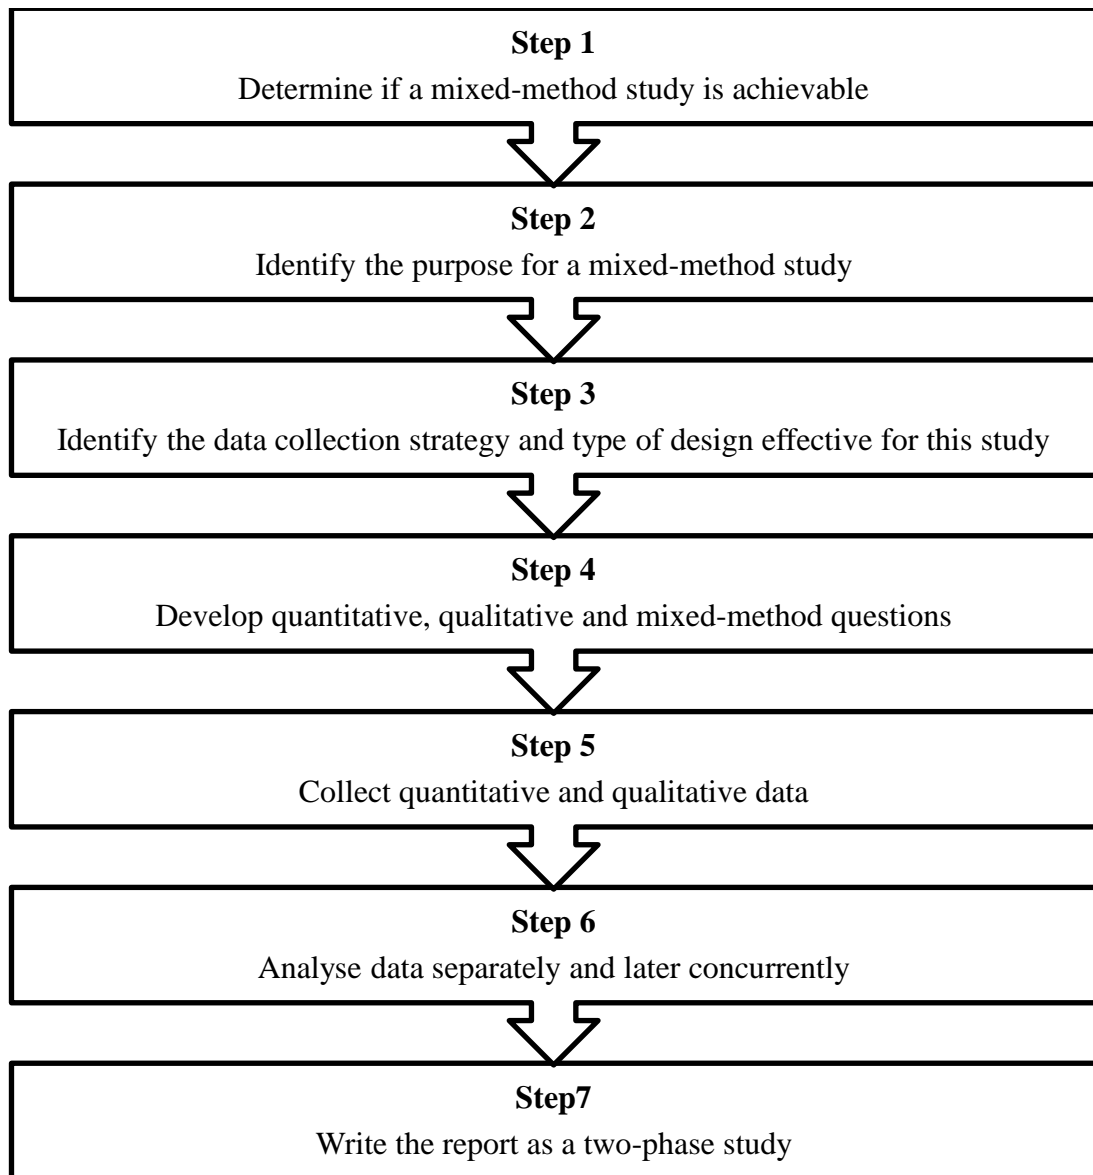 Step 1
Determine if a mixed-method study is achievable
Step 2
Identify the purpose for a mixed-method study
Step 3
Identify the data collection strategy and type of design effective for this study
Step 4
Develop quantitative, qualitative and mixed-method questions
Step 5
Collect quantitative and qualitative data
Step 6
Analyse data separately and later concurrently
Step7
Write the report as a two-phase study